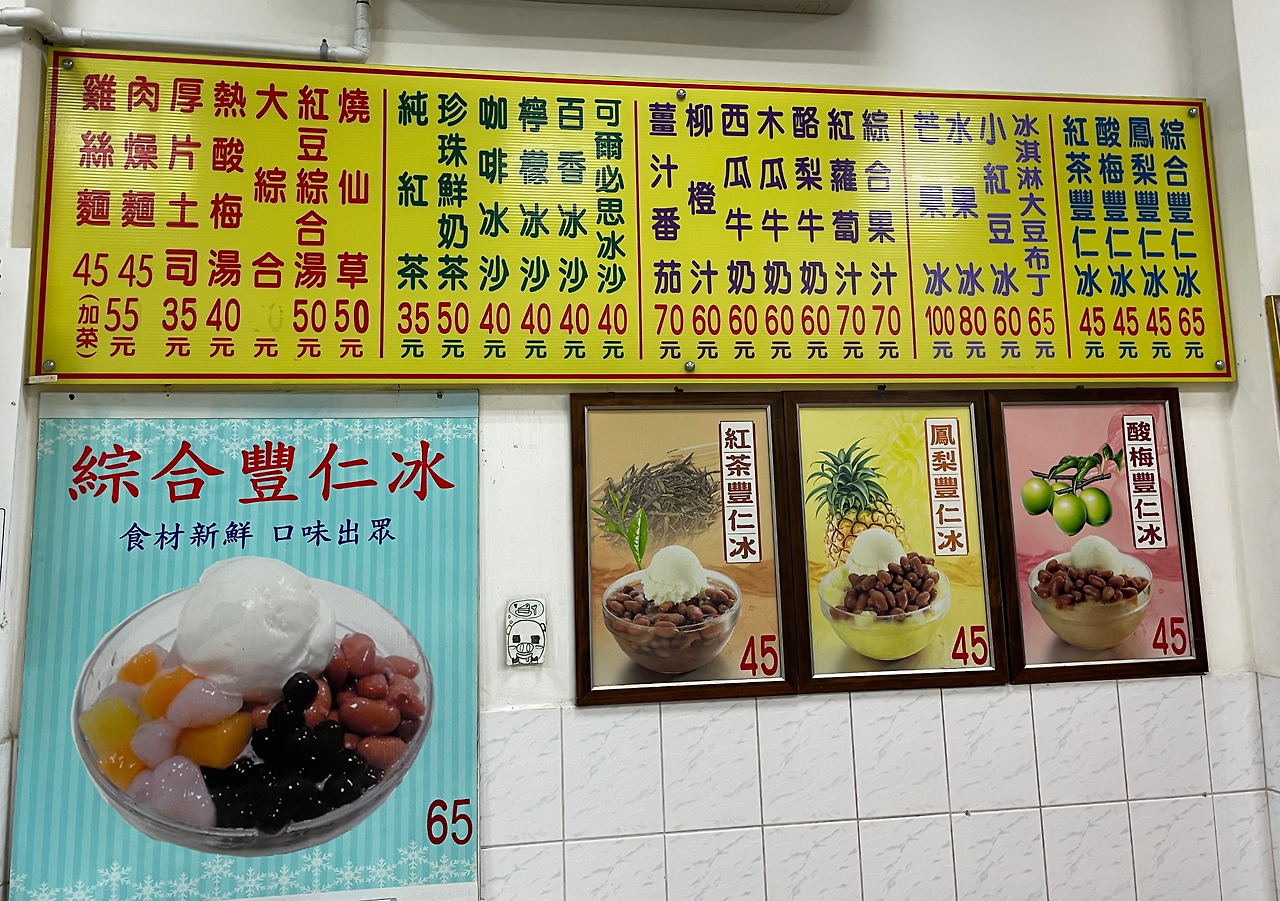 綜合豐仁冰 65元
鳳梨豐仁冰 45元
酸梅豐仁冰 45元
紅茶豐仁冰 45元
冰淇淋大豆布丁 65元
小紅豆冰 60元
水果冰 80元
芒果冰 100元
綜合果汁 70元
紅蘿蔔汁 70元
酪梨牛奶 60元
木瓜牛奶 60元
西瓜牛奶 60元
柳橙汁 60元
薑汁番茄 70元
可爾必思冰沙 40元
百香冰沙 40元
檸檬冰沙 40元
咖啡冰沙 40元
珍珠鮮奶茶 50元
純紅茶 35元
燒仙草 50元
紅豆綜合湯 50元
大綜合 元
熱酸梅湯 40元
厚片土司 35元
肉燥麵 45
雞絲麵 45
(加菜) 55元
綜合豐仁冰
食材新鮮 口味出眾
65
紅茶豐仁冰
45
鳳梨豐仁冰
45
酸梅豐仁冰
45